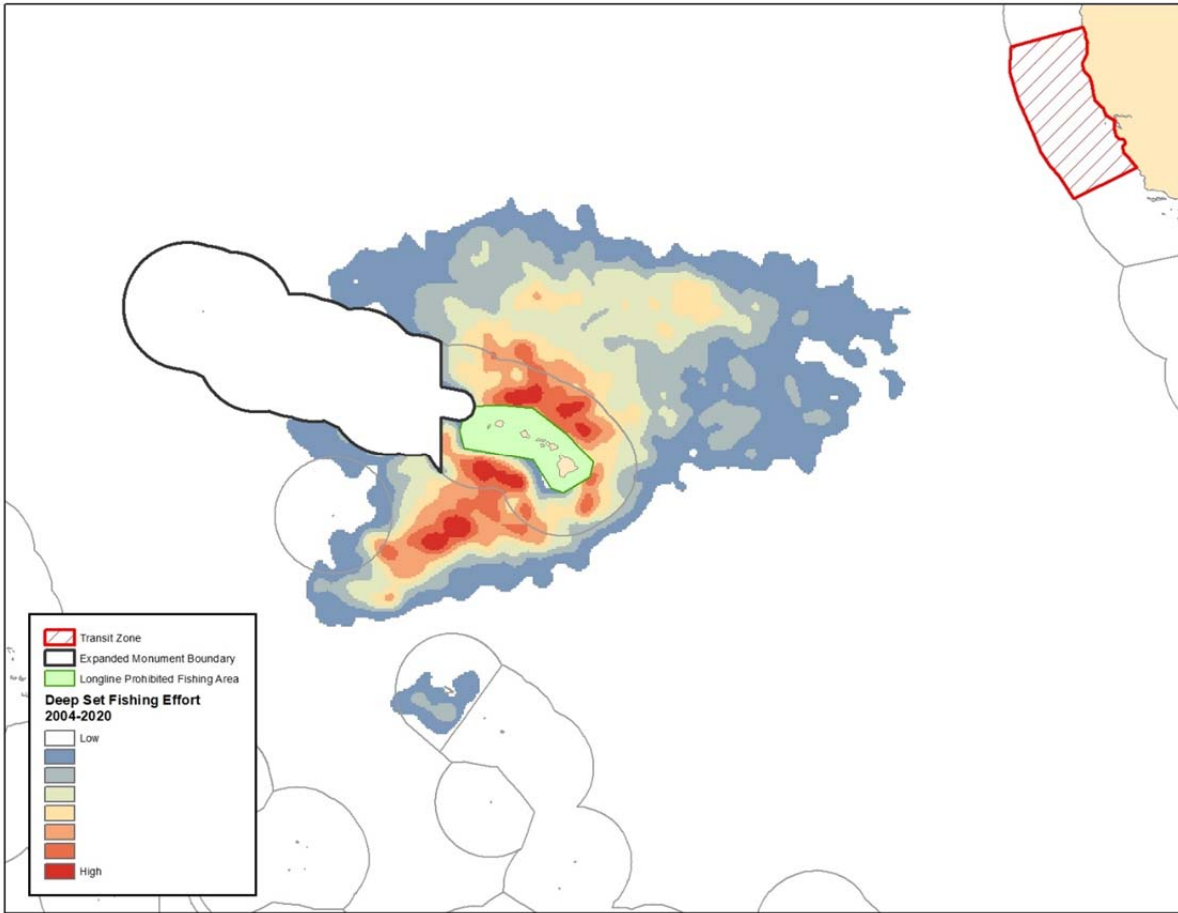 Transit Zone
Expanded Monument Boundary
Longline Prohibited Fishing Area
Deep Set Fishing Effort
2004-2020
Low
High